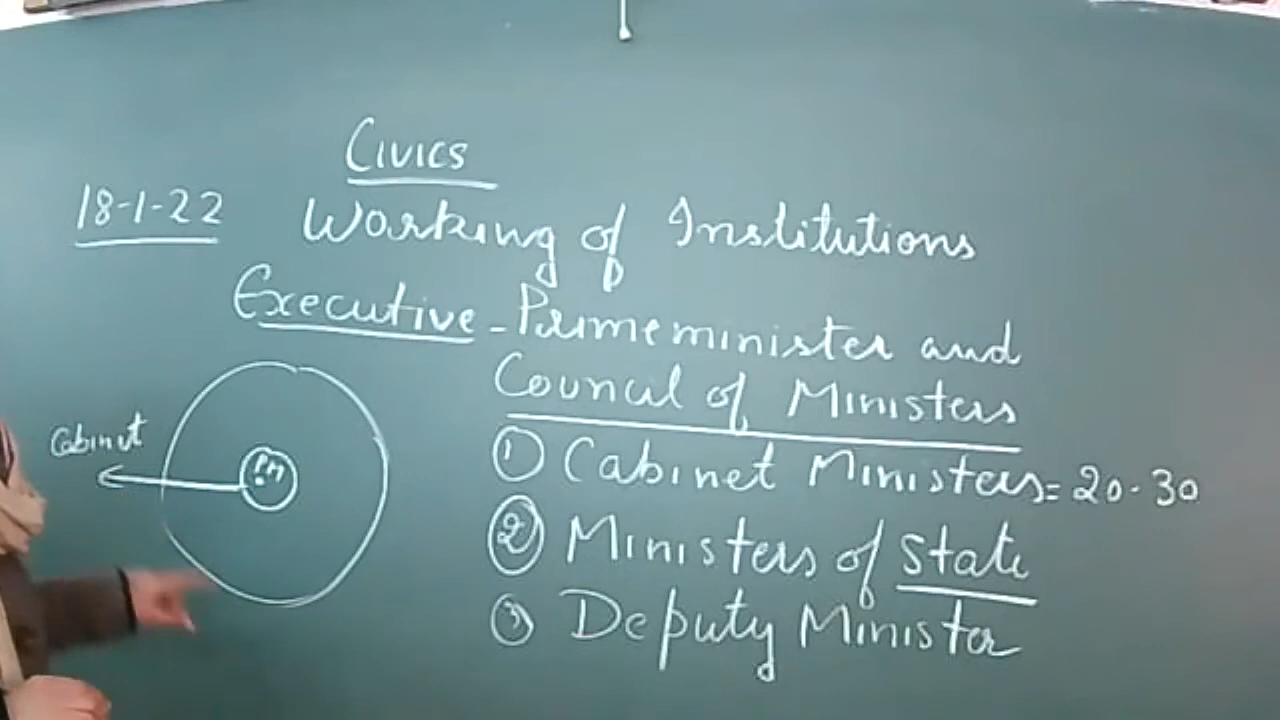 Civics
18-1-22 Working of Institutions
Executive - Primeminister and
Council of Ministers
Cabinet
P.M
① Cabinet Ministers = 20-30
② Ministers of State
③ Deputy Minister